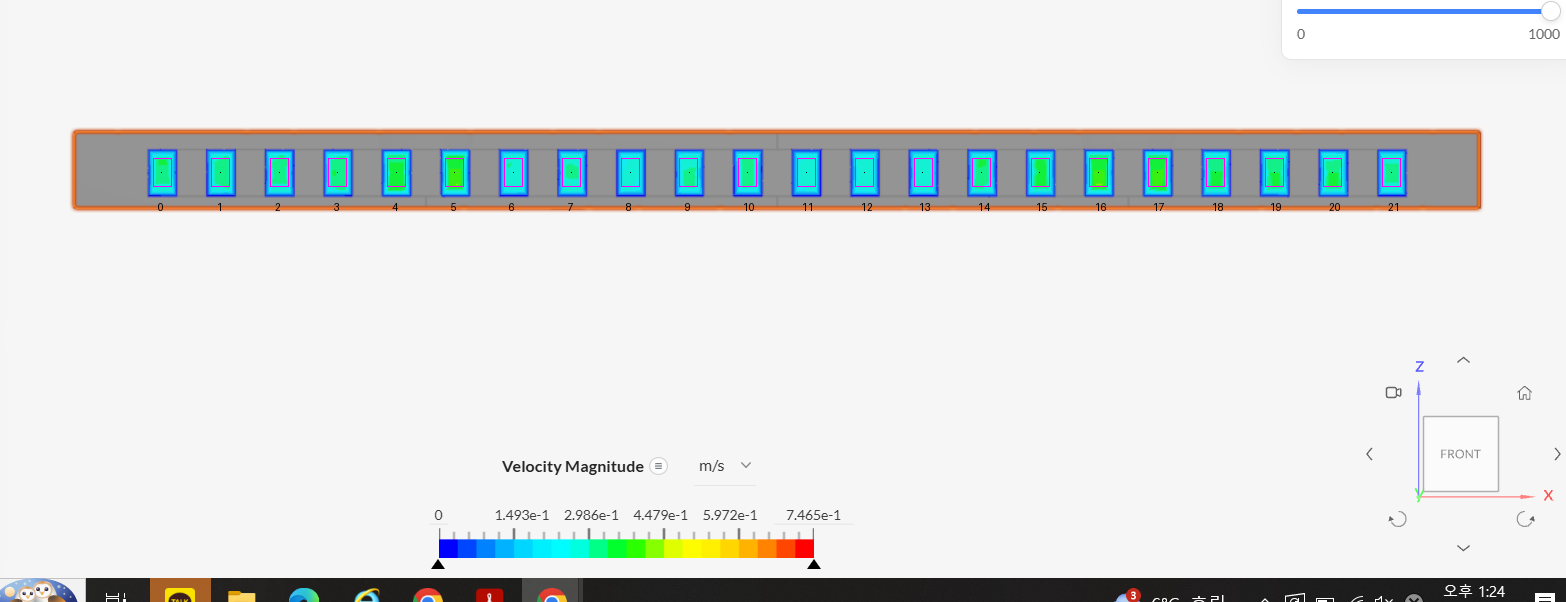 0 1000
0 1 2 3 4 5 6 7 8 9 10 11 12 13 14 15 16 17 18 19 20 21
Z
FRONT
X
Y
Velocity Magnitude m/s
0 1.493e-1 2.986e-1 4.479e-1 5.972e-1 7.465e-1
TALK
3
오후 1:24